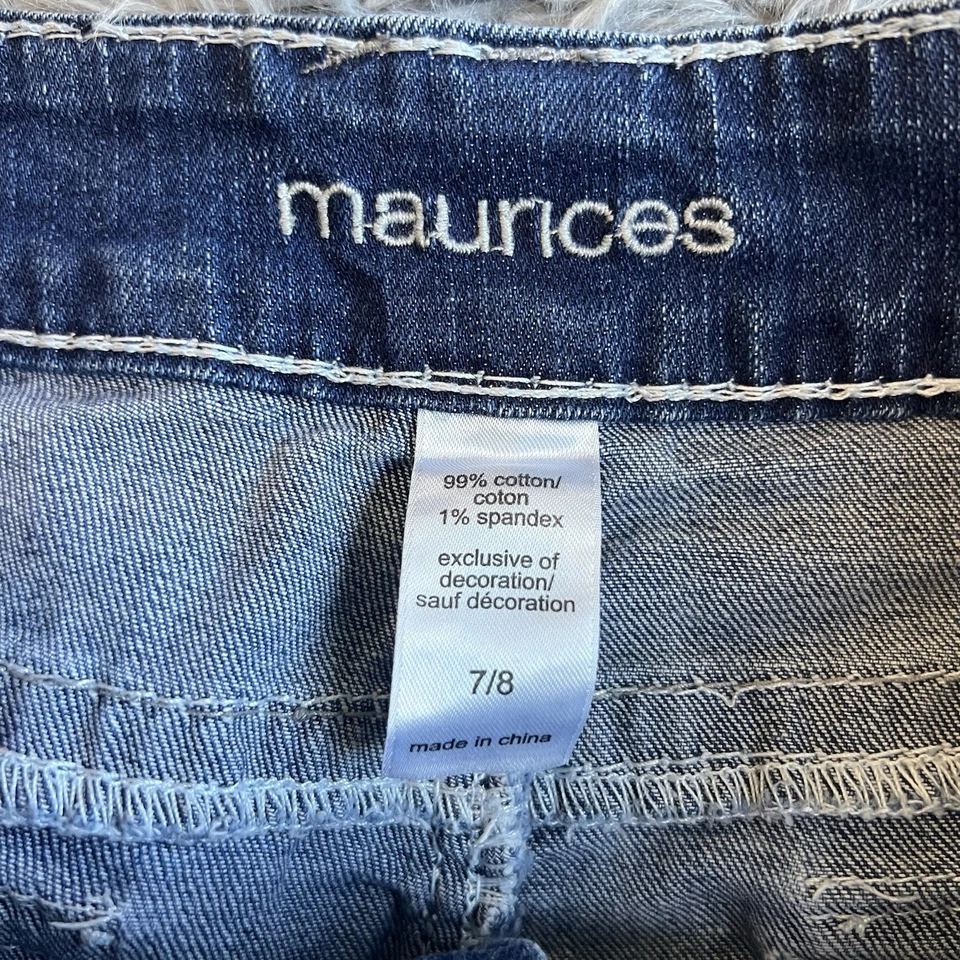 maurices
99% cotton/
coton
1% spandex
exclusive of
decoration/
sauf décoration
7/8
made in china